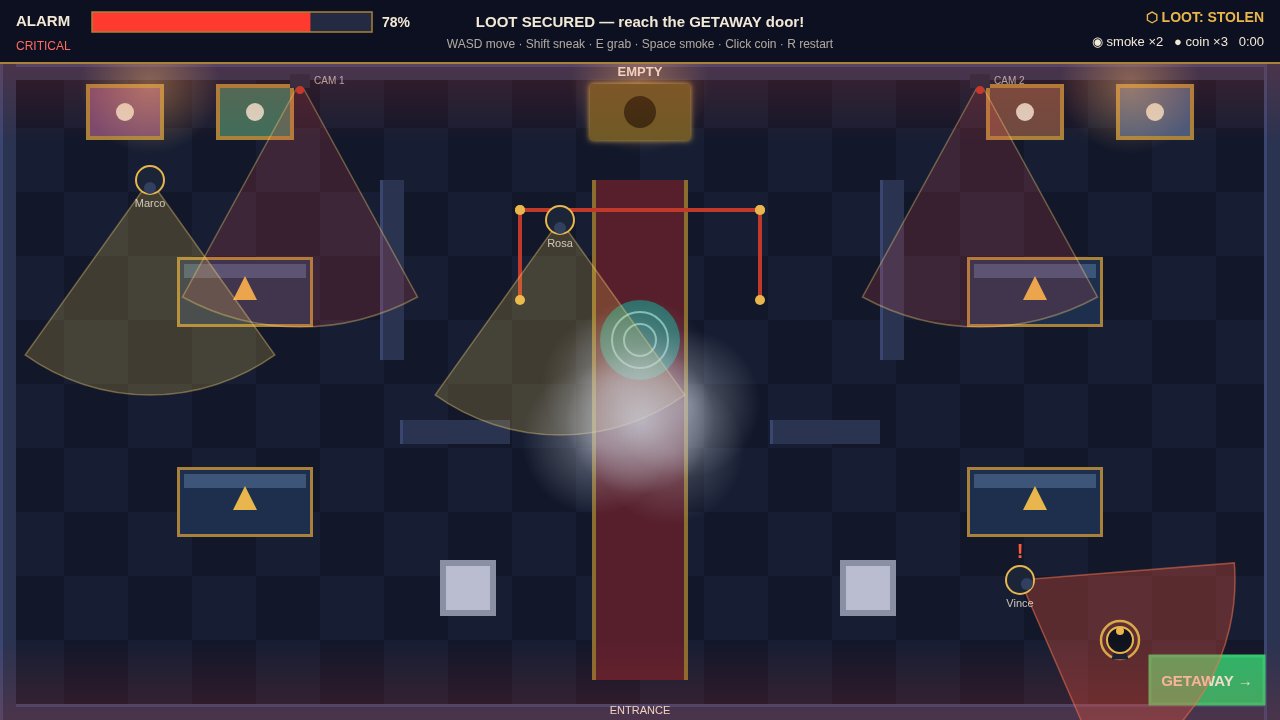 ALARM
78%
CRITICAL
LOOT SECURED — reach the GETAWAY door!
WASD move · Shift sneak · E grab · Space smoke · Click coin · R restart
⬡ LOOT: STOLEN
◉ smoke ×2 ● coin ×3 0:00
EMPTY
CAM 1
CAM 2
Marco
Rosa
!
Vince
GETAWAY →
ENTRANCE